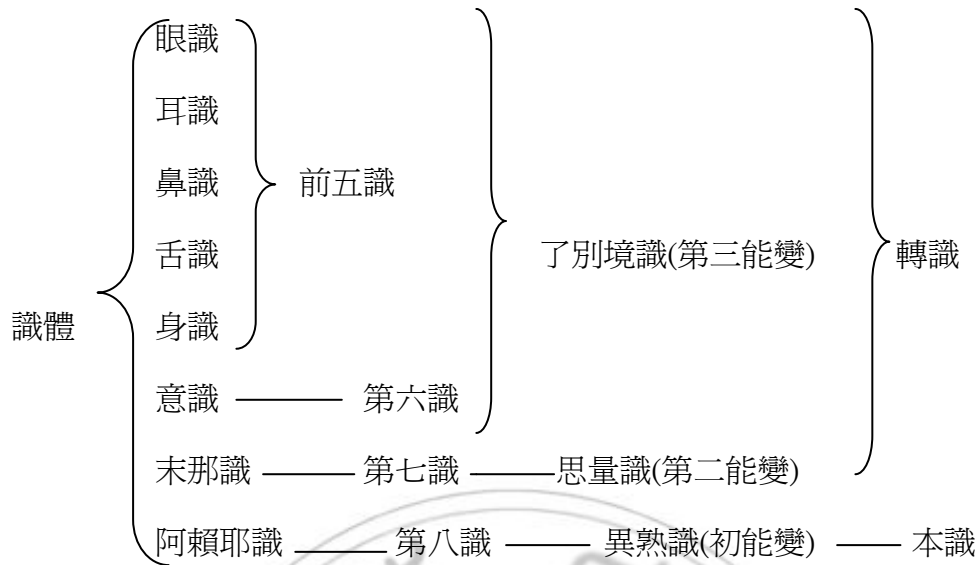 眼識
耳識
鼻識 前五識
舌識 了別境識(第三能變) 轉識
識體 身識
意識 第六識
末那識 第七識 思量識(第二能變)
阿賴耶識 第八識 異熟識(初能變) 本識